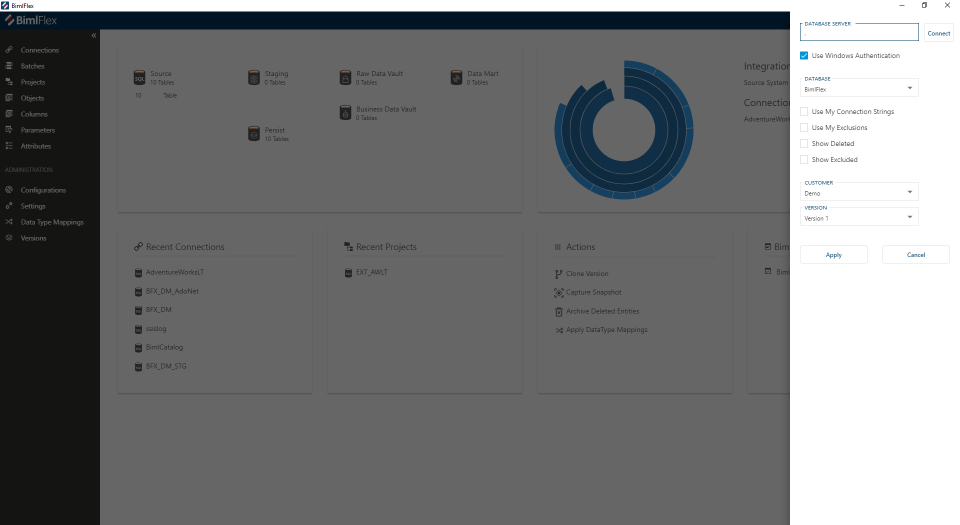 BimlFlex
BimlFlex
Connections
Batches
Projects
Objects
Columns
Parameters
Attributes
ADMINISTRATION
Configurations
Settings
Data Type Mappings
Versions
Source
10 Tables
10 Table
Staging
0 Tables
Persist
10 Tables
Raw Data Vault
0 Tables
Business Data Vault
0 Tables
Data Mart
0 Tables
Integration
Source System
Connection
AdventureWork
Recent Connections
AdventureWorksLT
BFX_DM_AdoNet
BFX_DM
ssislog
BimlCatalog
BFX_DM_STG
Recent Projects
EXT_AWLT
Actions
Clone Version
Capture Snapshot
Archive Deleted Entities
Apply DataType Mappings
Bim
Bim
DATABASE SERVER
.
Connect
Use Windows Authentication
DATABASE
BimlFlex
Use My Connection Strings
Use My Exclusions
Show Deleted
Show Excluded
CUSTOMER
Demo
VERSION
Version 1
Apply
Cancel